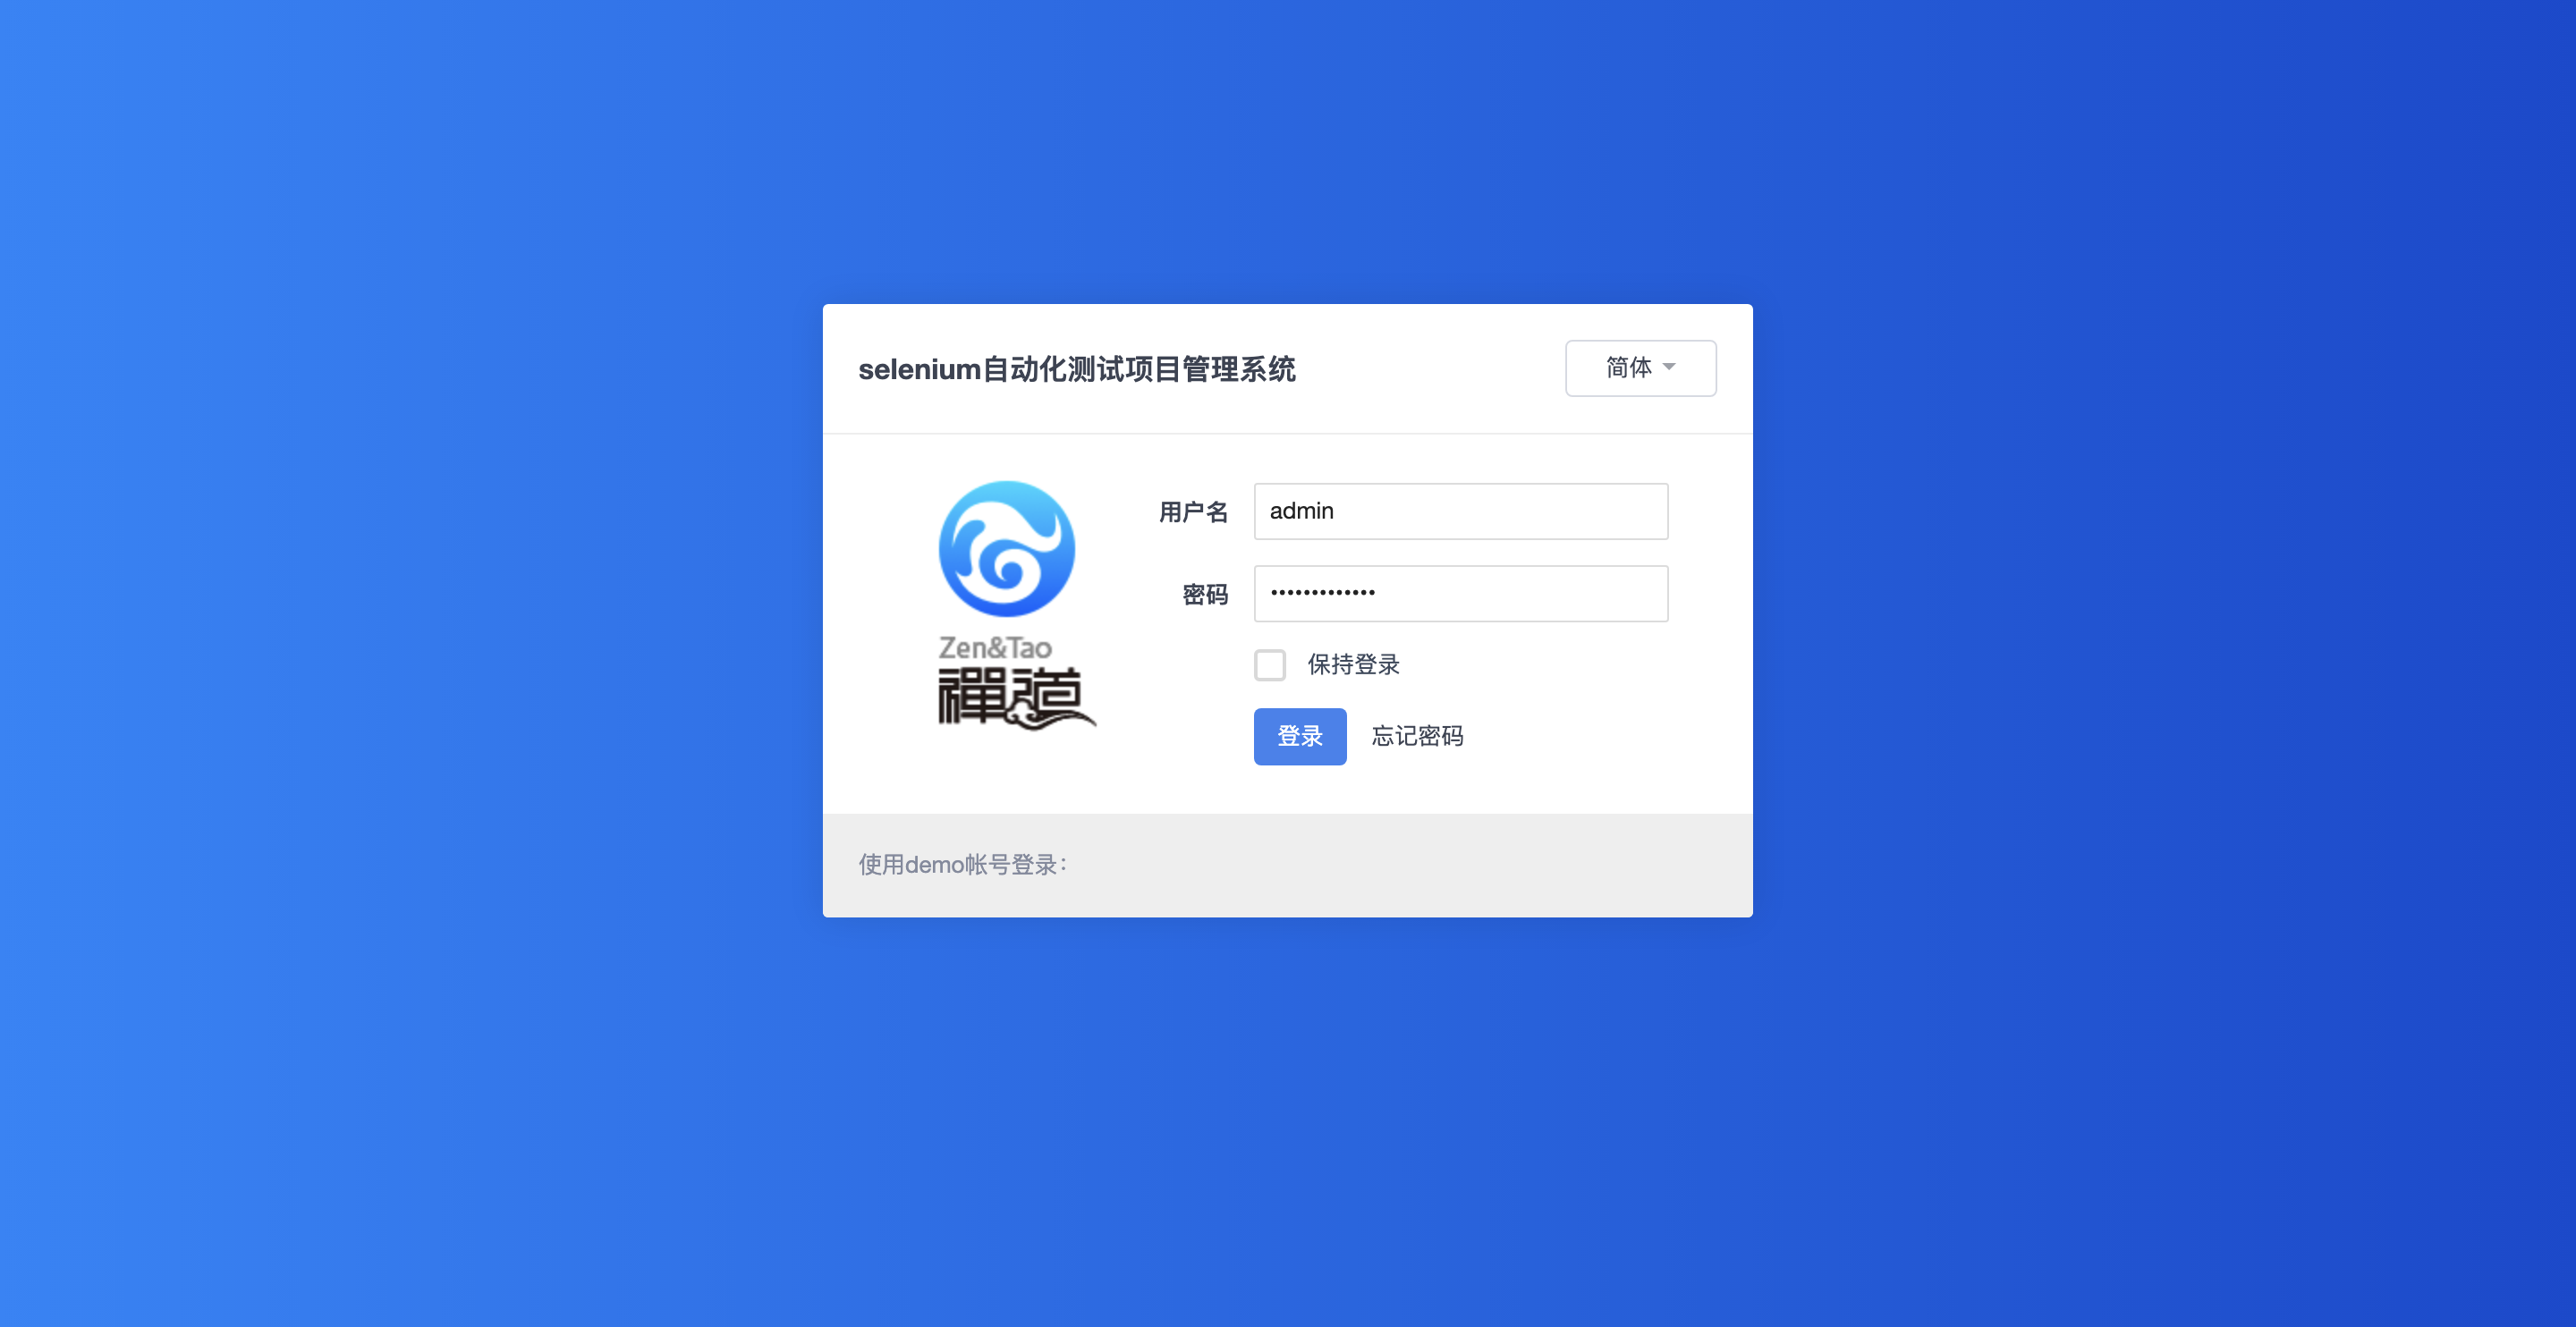 selenium自动化测试项目管理系统
简体
用户名
admin
密码
•••••••••••••
Zen&Tao
禪道
保持登录
登录
忘记密码
使用demo帐号登录：